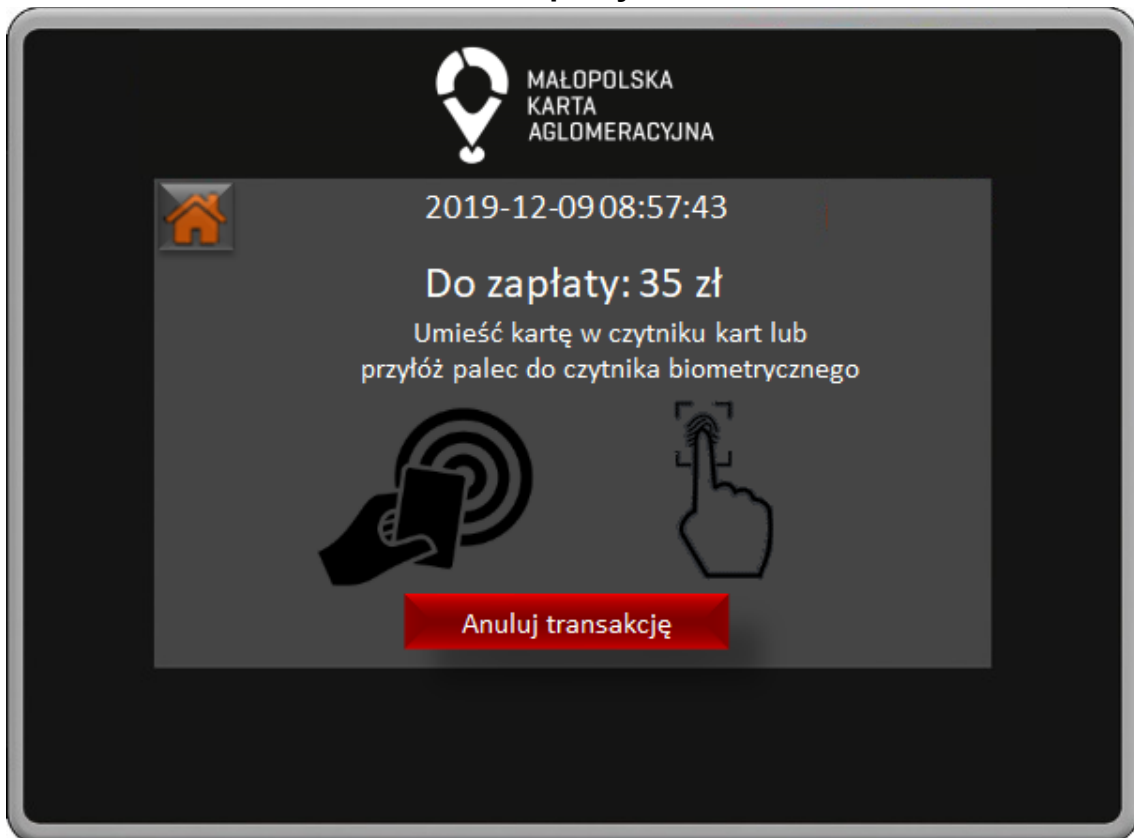 MAŁOPOLSKA
KARTA
AGLOMERACYJNA
2019-12-09 08:57:43
Do zapłaty: 35 zł
Umieść kartę w czytniku kart lub
przyłóż palec do czytnika biometrycznego
Anuluj transakcję